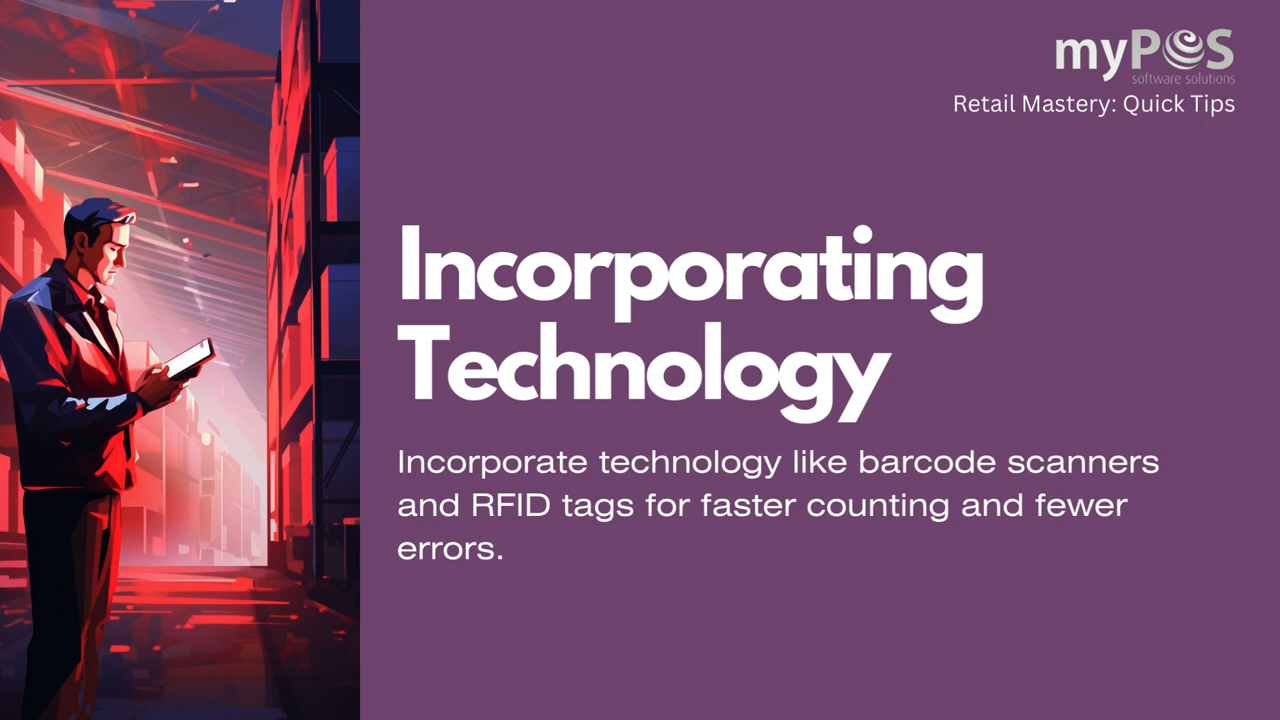 myPOS
software solutions
Retail Mastery: Quick Tips
Incorporating
Technology
Incorporate technology like barcode scanners
and RFID tags for faster counting and fewer
errors.